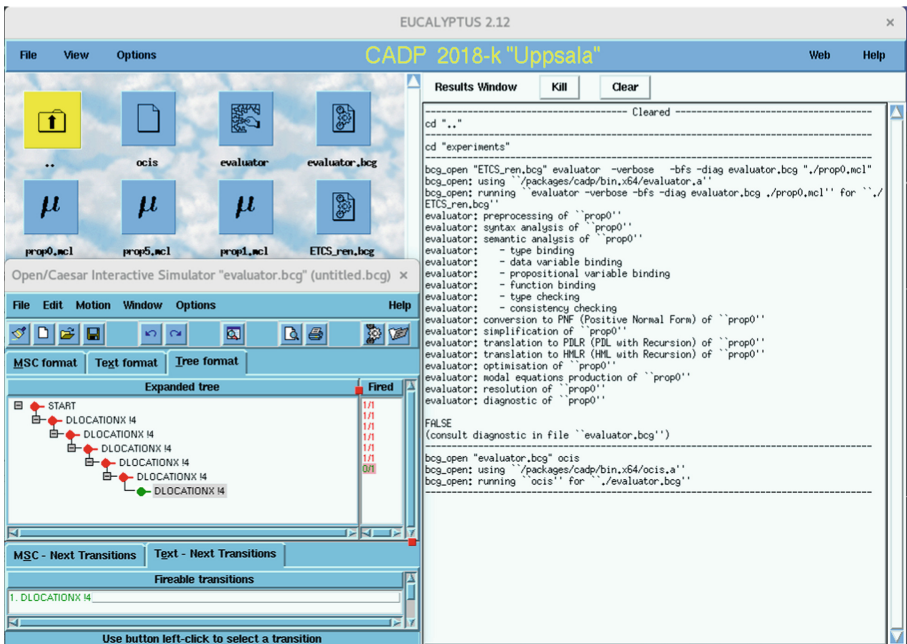 EUCALYPTUS 2.12
×
File View Options CADP 2018-k "Uppsala" Web Help
.. ocis evaluator evaluator.bcg
μ μ μ
prop0.mcl prop5.mcl prop1.mcl ETCS_ren.bcg
Open/Caesar Interactive Simulator "evaluator.bcg" (untitled.bcg) ×
File Edit Motion Window Options Help
MSC format Text format Tree format
Expanded tree Fired
START 1/1
DLOCATIONX !4 1/1
DLOCATIONX !4 1/1
DLOCATIONX !4 1/1
DLOCATIONX !4 1/1
DLOCATIONX !4 1/1
DLOCATIONX !4 0/1
MSC - Next Transitions Text - Next Transitions
Fireable transitions
1. DLOCATIONX !4
Use button left-click to select a transition
Results Window Kill Clear
---------- Cleared ----------
cd ".."
cd "experiments"
bcg_open "ETCS_ren.bcg" evaluator -verbose -bfs -diag evaluator.bcg "./prop0.mcl"
bcg_open: using ``/packages/cadp/bin.x64/evaluator.a''
bcg_open: running ``evaluator -verbose -bfs -diag evaluator.bcg ./prop0.mcl'' for ``./
ETCS_ren.bcg''
evaluator: preprocessing of ``prop0''
evaluator: syntax analysis of ``prop0''
evaluator: semantic analysis of ``prop0''
evaluator: - type binding
evaluator: - data variable binding
evaluator: - propositional variable binding
evaluator: - function binding
evaluator: - type checking
evaluator: - consistency checking
evaluator: conversion to PNF (Positive Normal Form) of ``prop0''
evaluator: simplification of ``prop0''
evaluator: translation to PDLR (PDL with Recursion) of ``prop0''
evaluator: translation to HMLR (HML with Recursion) of ``prop0''
evaluator: optimisation of ``prop0''
evaluator: modal equations production of ``prop0''
evaluator: resolution of ``prop0''
evaluator: diagnostic of ``prop0''
FALSE
(consult diagnostic in file ``evaluator.bcg'')
bcg_open "evaluator.bcg" ocis
bcg_open: using ``/packages/cadp/bin.x64/ocis.a''
bcg_open: running ``ocis'' for ``./evaluator.bcg''